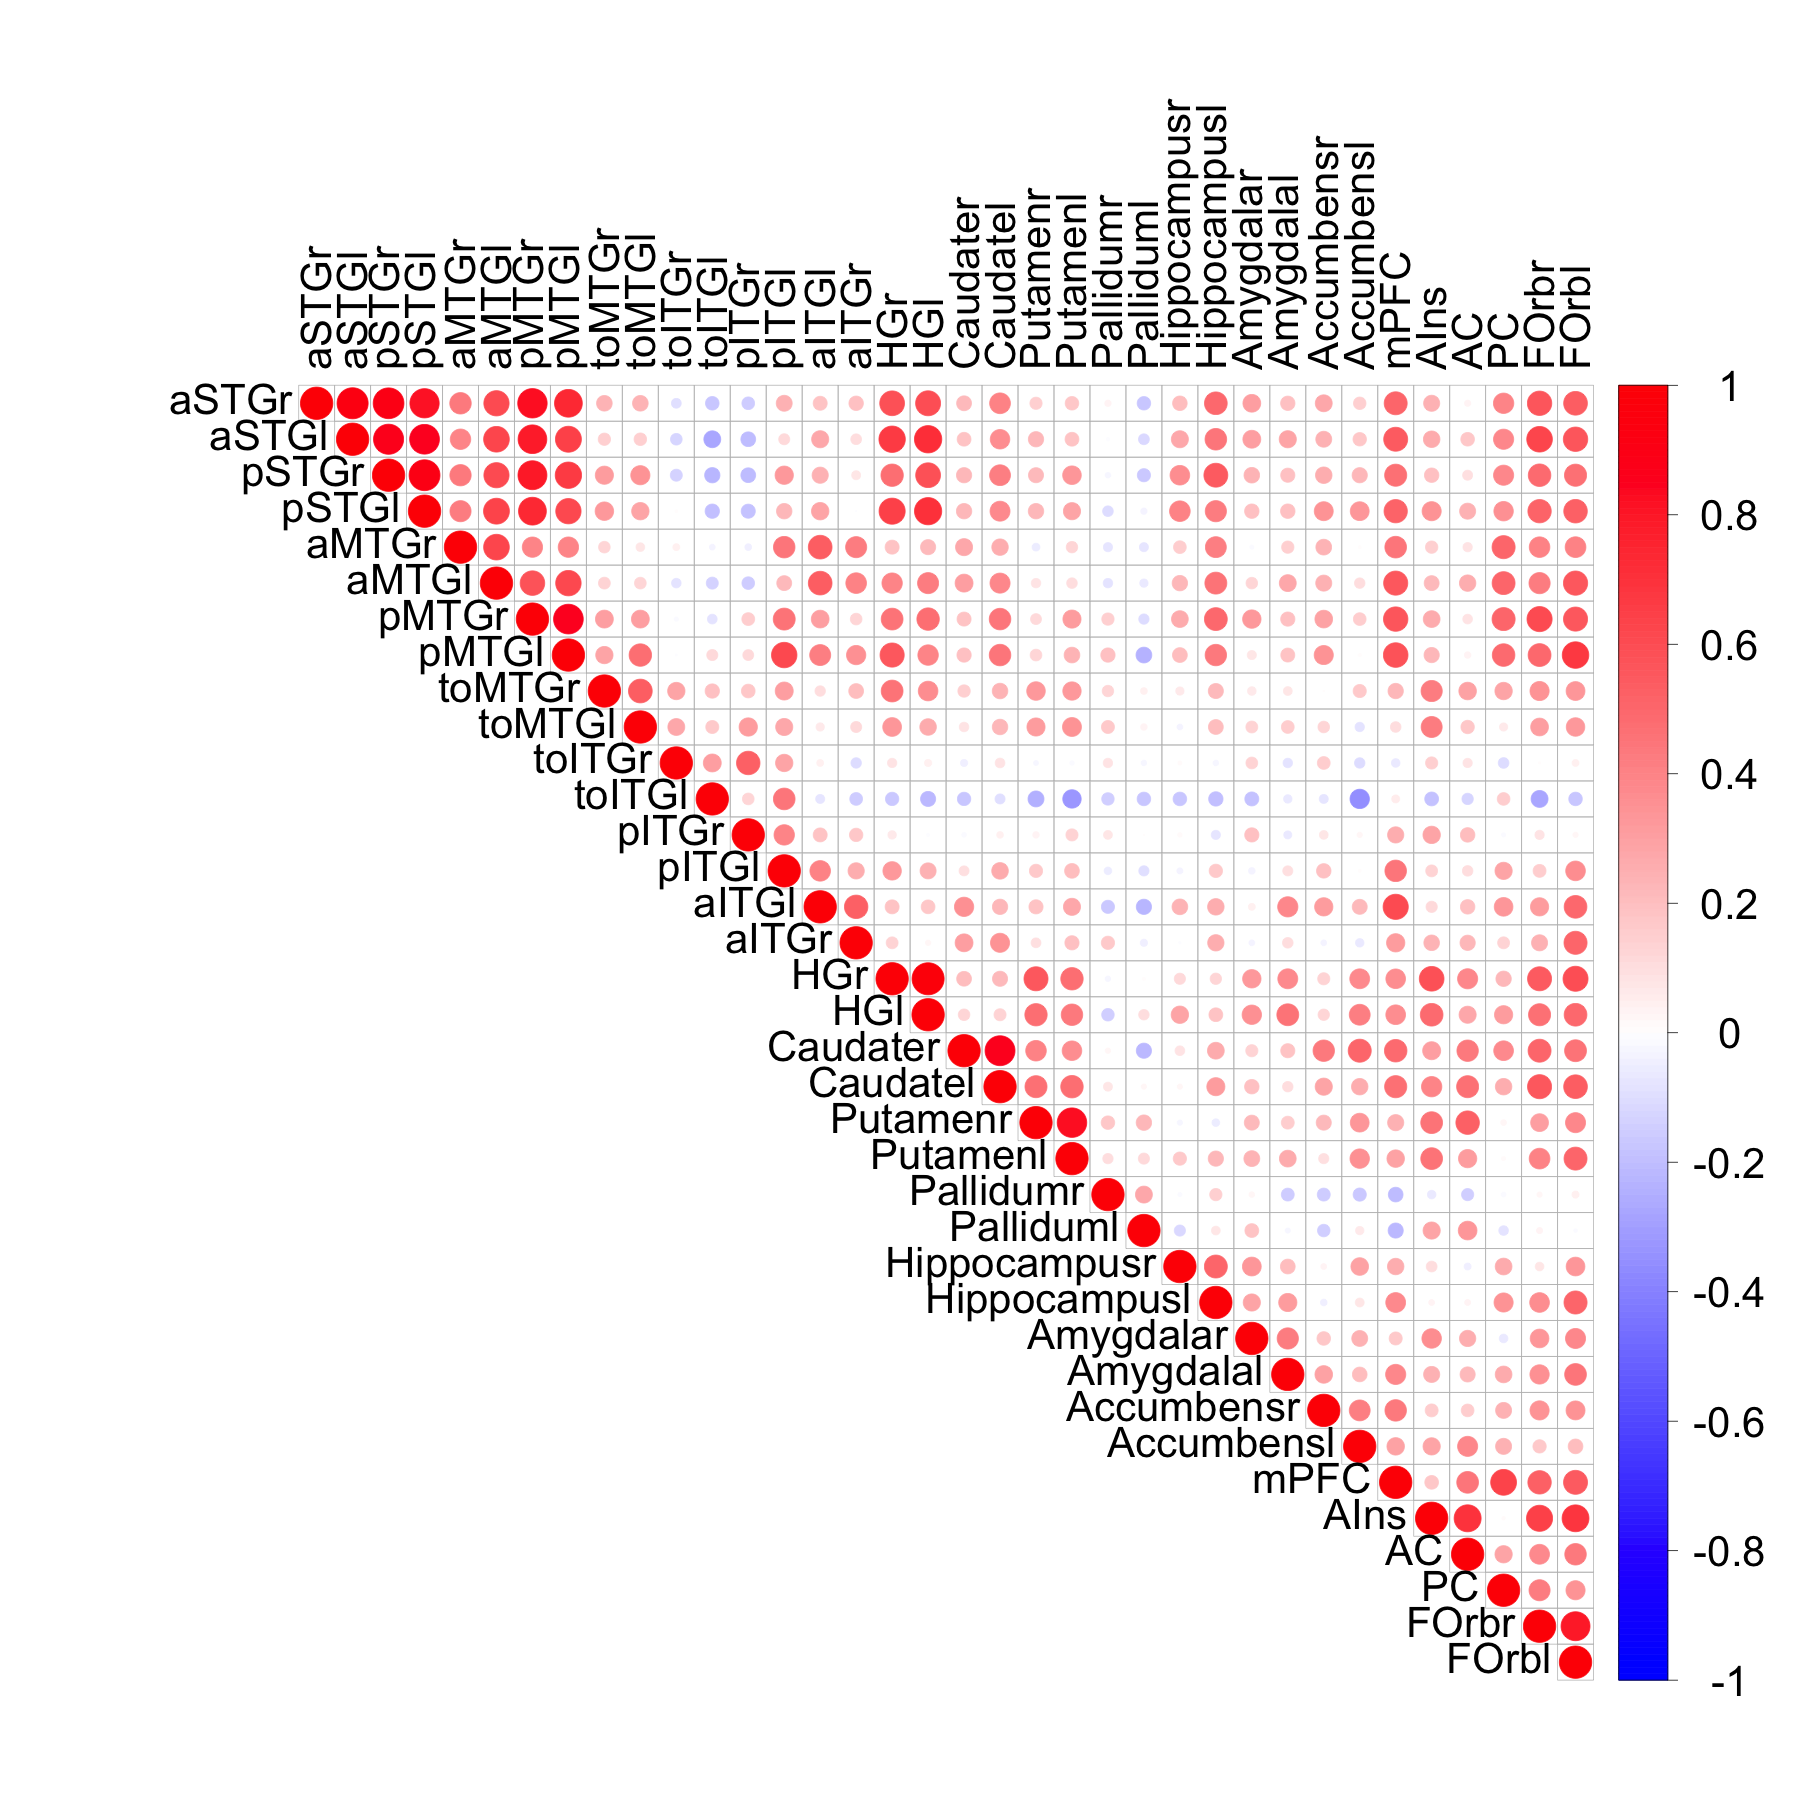 aSTGr
aSTGl
pSTGr
pSTGl
aMTGr
aMTGl
pMTGr
pMTGl
toMTGr
toMTGl
toITGr
toITGl
pITGr
pITGl
aITGl
aITGr
HGr
HGl
Caudater
Caudatel
Putamenr
Putamenl
Pallidumr
Palliduml
Hippocampusr
Hippocampusl
Amygdalar
Amygdalal
Accumbensr
Accumbensl
mPFC
AIns
AC
PC
FOrbr
FOrbl
aSTGr
aSTGl
pSTGr
pSTGl
aMTGr
aMTGl
pMTGr
pMTGl
toMTGr
toMTGl
toITGr
toITGl
pITGr
pITGl
aITGl
aITGr
HGr
HGl
Caudater
Caudatel
Putamenr
Putamenl
Pallidumr
Palliduml
Hippocampusr
Hippocampusl
Amygdalar
Amygdalal
Accumbensr
Accumbensl
mPFC
AIns
AC
PC
FOrbr
FOrbl
1
0.8
0.6
0.4
0.2
0
-0.2
-0.4
-0.6
-0.8
-1